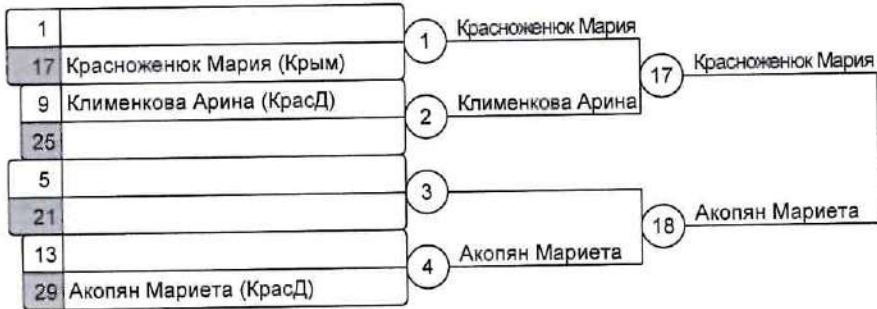 1
17 Красноженюк Мария (Крым)
9 Клименкова Арина (КрасД)
25
5
21
13
29 Акопян Мариета (КрасД)
1 Красноженюк Мария
2 Клименкова Арина
3
4 Акопян Мариета
17 Красноженюк Мария
18 Акопян Мариета